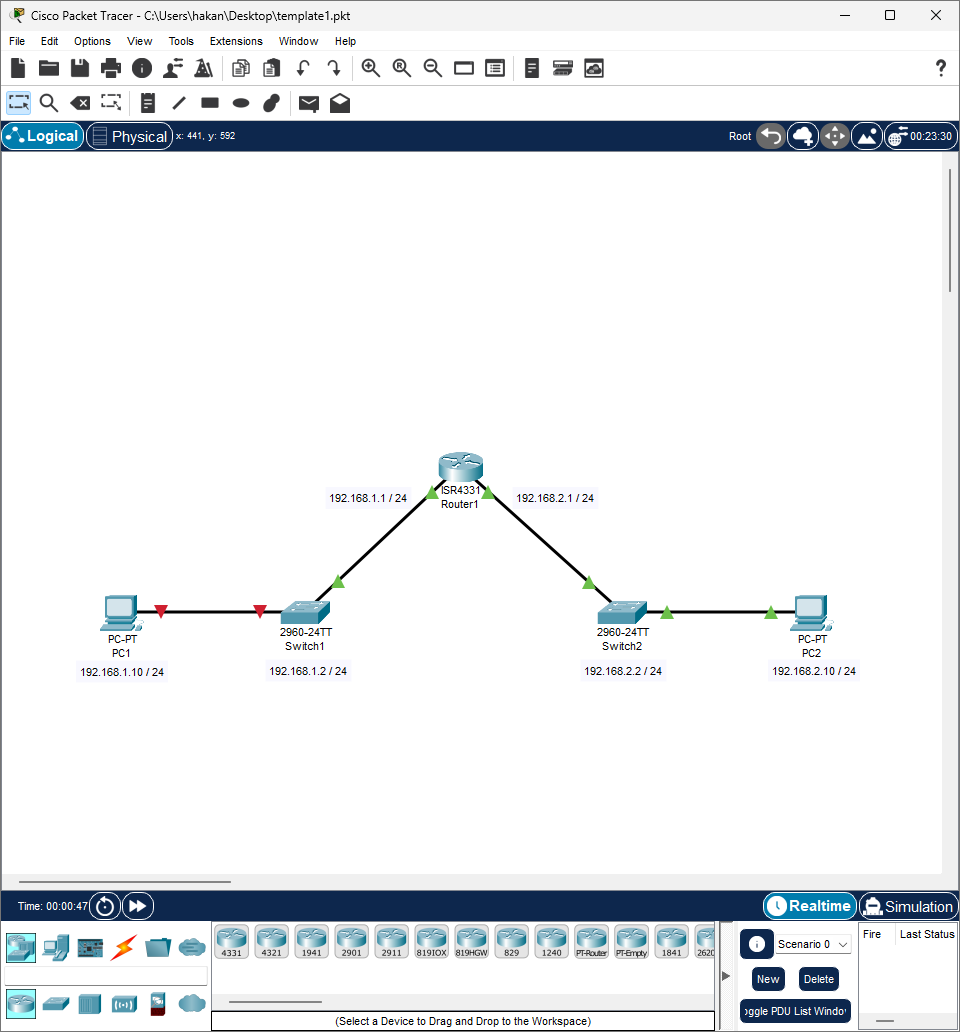 Cisco Packet Tracer - C:\Users\hakan\Desktop\template1.pkt
File Edit Options View Tools Extensions Window Help
Logical Physical x: 441, y: 592 Root 00:23:30
ISR4331
Router1
192.168.1.1 / 24
192.168.2.1 / 24
PC-PT
PC1
192.168.1.10 / 24
2960-24TT
Switch1
192.168.1.2 / 24
2960-24TT
Switch2
192.168.2.2 / 24
PC-PT
PC2
192.168.2.10 / 24
Time: 00:00:47 Realtime Simulation
4331 4321 1941 2901 2911 819IOX 819HGW 829 1240 PT-Router PT-Empty 1841 2620
(Select a Device to Drag and Drop to the Workspace)
Scenario 0
New Delete
oggle PDU List Windo
Fire Last Status